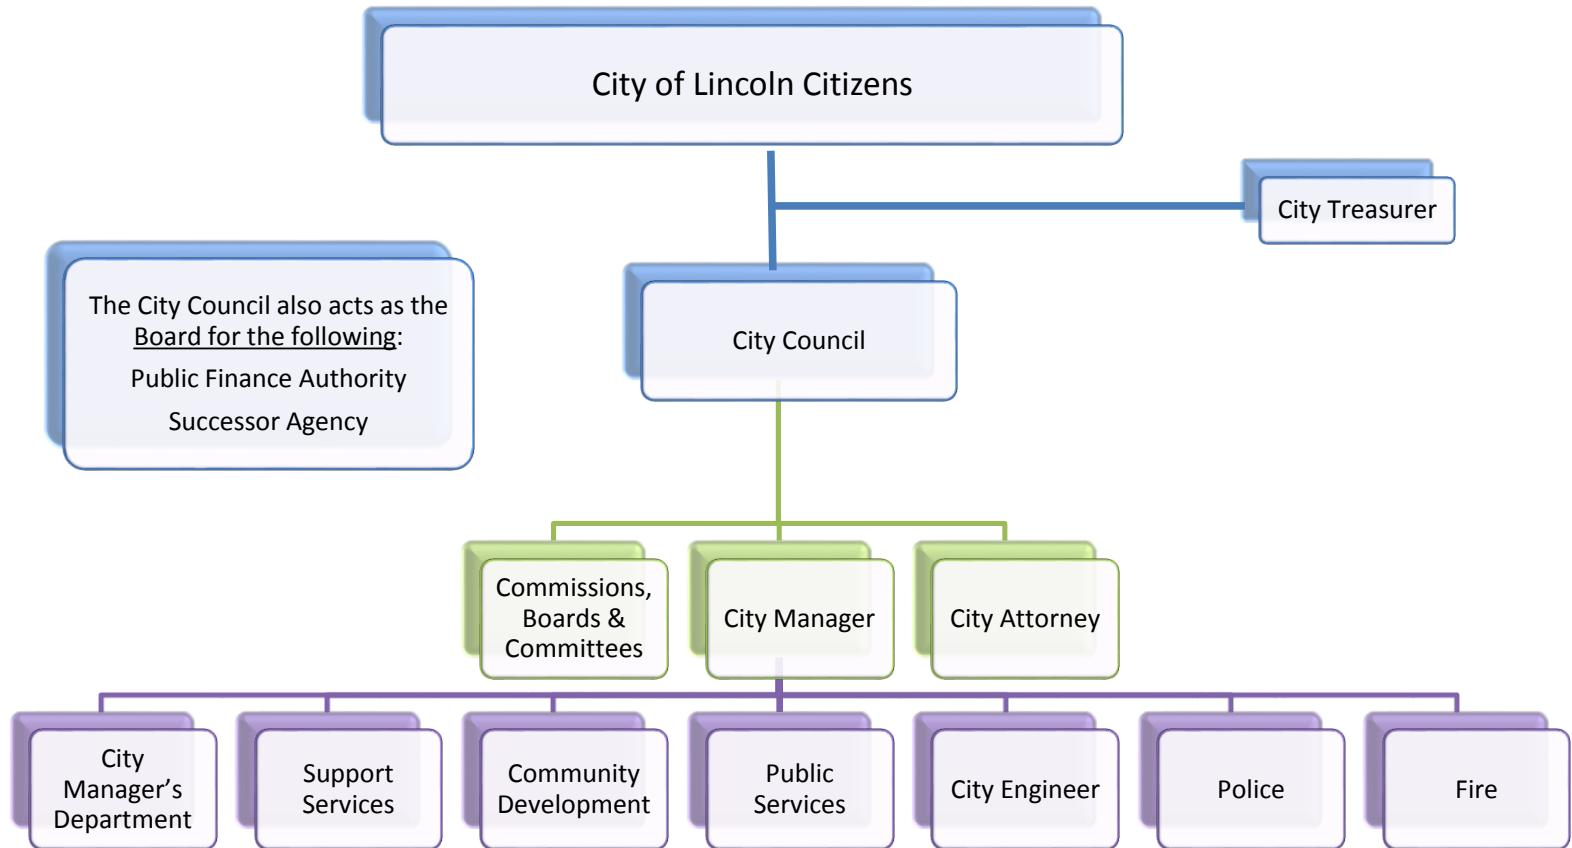 City of Lincoln Citizens
City Treasurer
The City Council also acts as the
Board for the following:
Public Finance Authority
Successor Agency
City Council
Commissions,
Boards &
Committees
City Manager
City Attorney
City
Manager’s
Department
Support
Services
Community
Development
Public
Services
City Engineer
Police
Fire